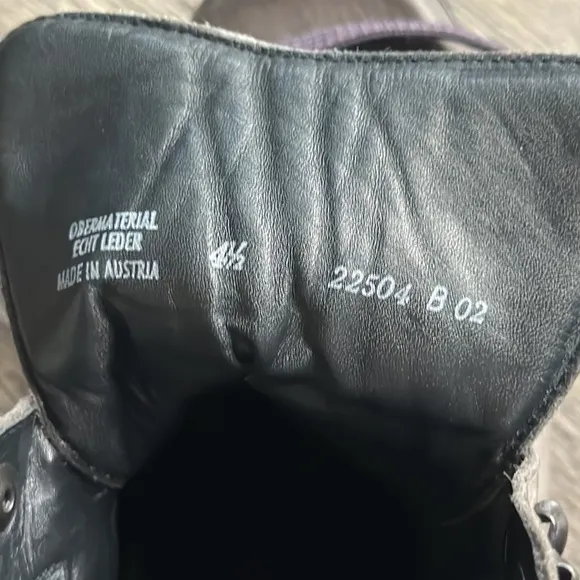 OBERMATERIAL
ECHT LEDER
MADE IN AUSTRIA
4½
22504 B 02